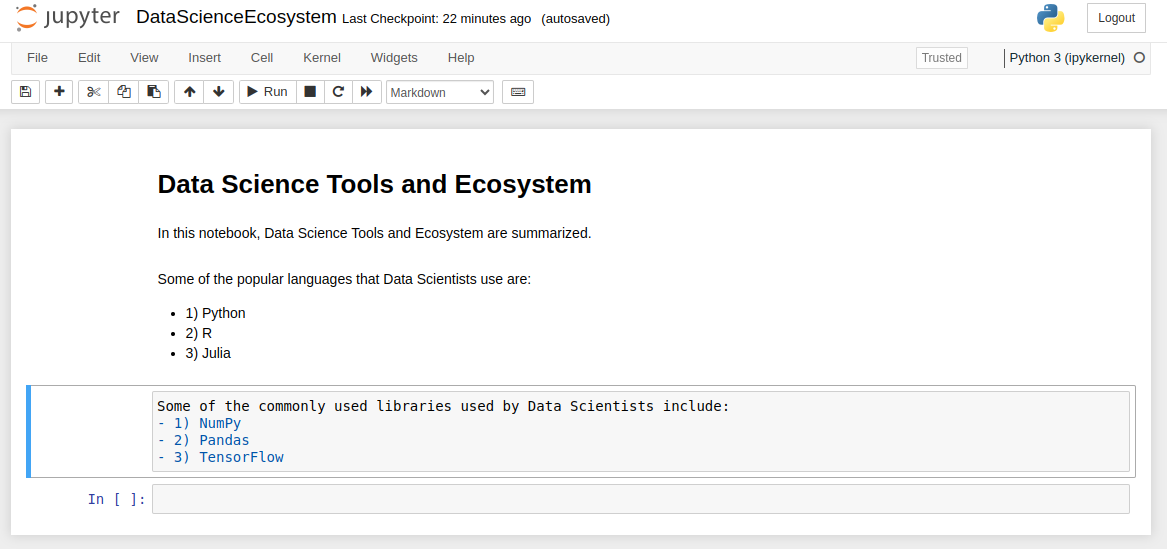 jupyter DataScienceEcosystem Last Checkpoint: 22 minutes ago (autosaved) Logout
File Edit View Insert Cell Kernel Widgets Help Trusted Python 3 (ipykernel)
Run Markdown
Data Science Tools and Ecosystem
In this notebook, Data Science Tools and Ecosystem are summarized.
Some of the popular languages that Data Scientists use are:
• 1) Python
• 2) R
• 3) Julia
Some of the commonly used libraries used by Data Scientists include:
- 1) NumPy
- 2) Pandas
- 3) TensorFlow
In [ ]: